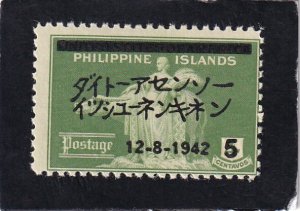 PHILIPPINE ISLANDS
ダイトーアセンソー
イッシューネンキネン
12-8-1942
Postage
5
CENTAVOS